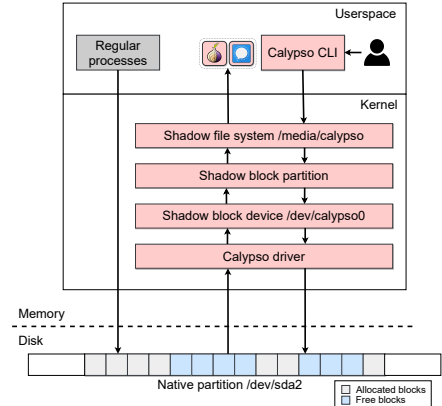 Userspace
Regular
processes
Calypso CLI
Kernel
Shadow file system /media/calypso
Shadow block partition
Shadow block device /dev/calypso0
Calypso driver
Memory
Disk
Native partition /dev/sda2
Allocated blocks
Free blocks